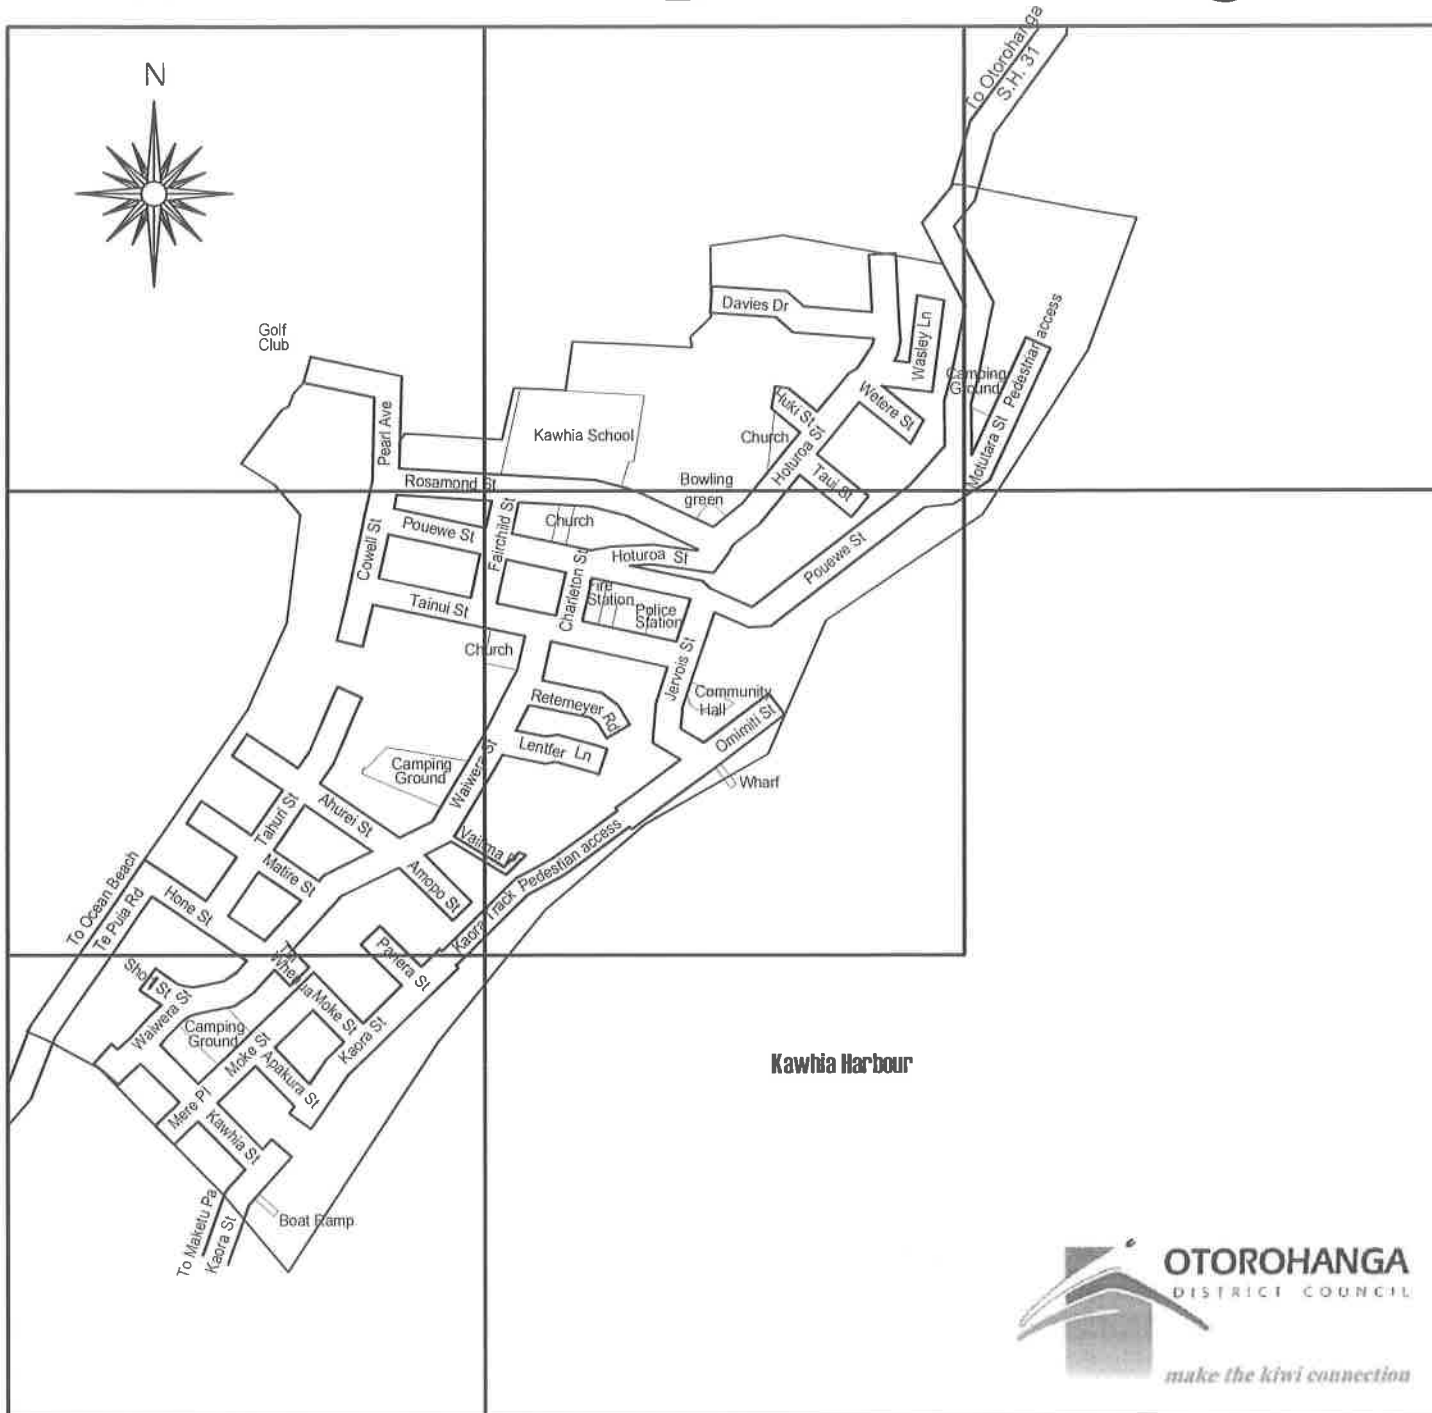 N
To Otorohanga
S.H. 31
Davies Dr
Wasley Ln
Pedestrian access
Golf
Club
Camping
Ground
Wetere St
Huki St
Pearl Ave
Kawhia School
Church
Hoturoa St
Motutara St
Taui St
Rosamond St
Bowling
green
Pouewe St
Fairchild St
Church
Cowell St
Hoturoa St
Pouewe St
Charleton St
Fire
Station
Police
Station
Tainui St
Church
Jervois St
Community
Hall
Retemeyer Rd
Omimiti St
Lentfer Ln
Camping
Ground
Waiwera St
Wharf
Ahurei St
Tahuri St
Pedestrian access
Matire St
Amopo St
To Ocean Beach
Te Puia Rd
Hone St
Kaora Track
Panera St
Short St
Waiwera St
Moke St
Camping
Ground
Moke St
Kaora St
Apakura St
Kawhia Harbour
Mere Pl
Kawhia St
To Maketu Pa
Kaora St
Boat Ramp
OTOROHANGA
DISTRICT COUNCIL
make the kiwi connection